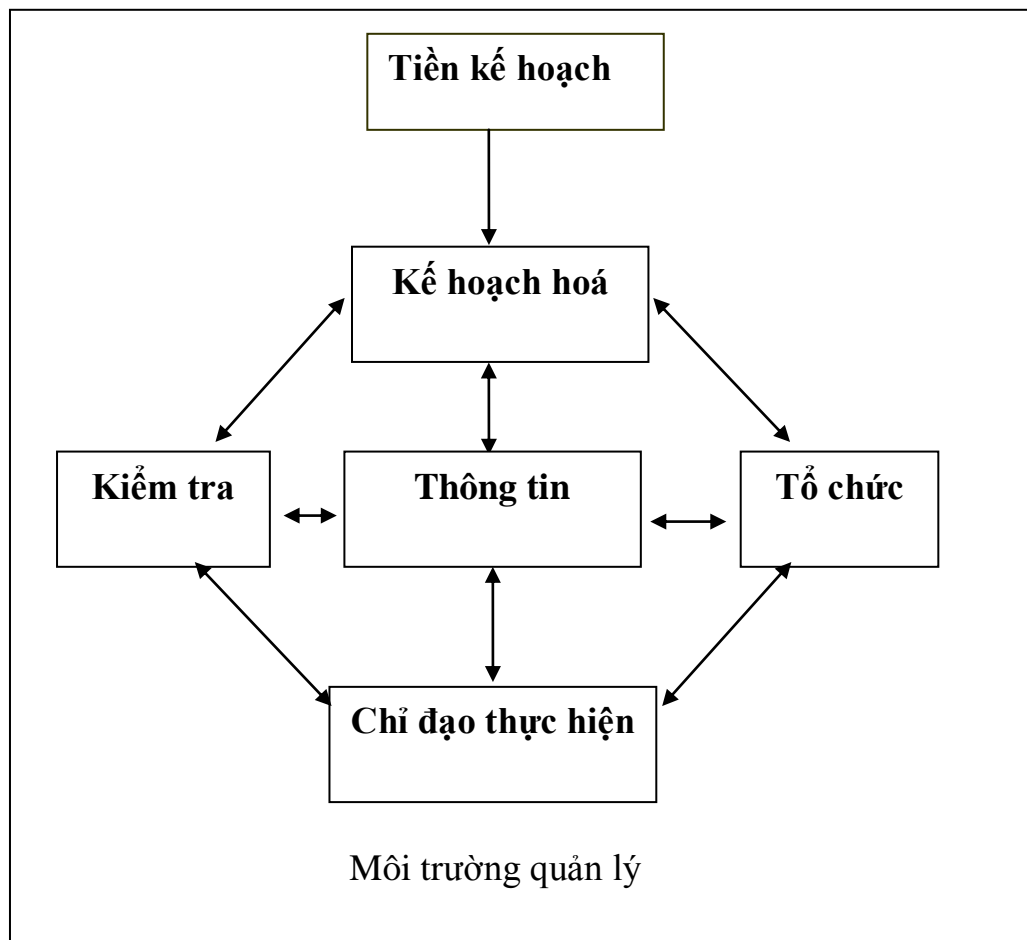 Tiền kế hoạch
Kế hoạch hoá
Kiểm tra
Thông tin
Tổ chức
Chỉ đạo thực hiện
Môi trường quản lý